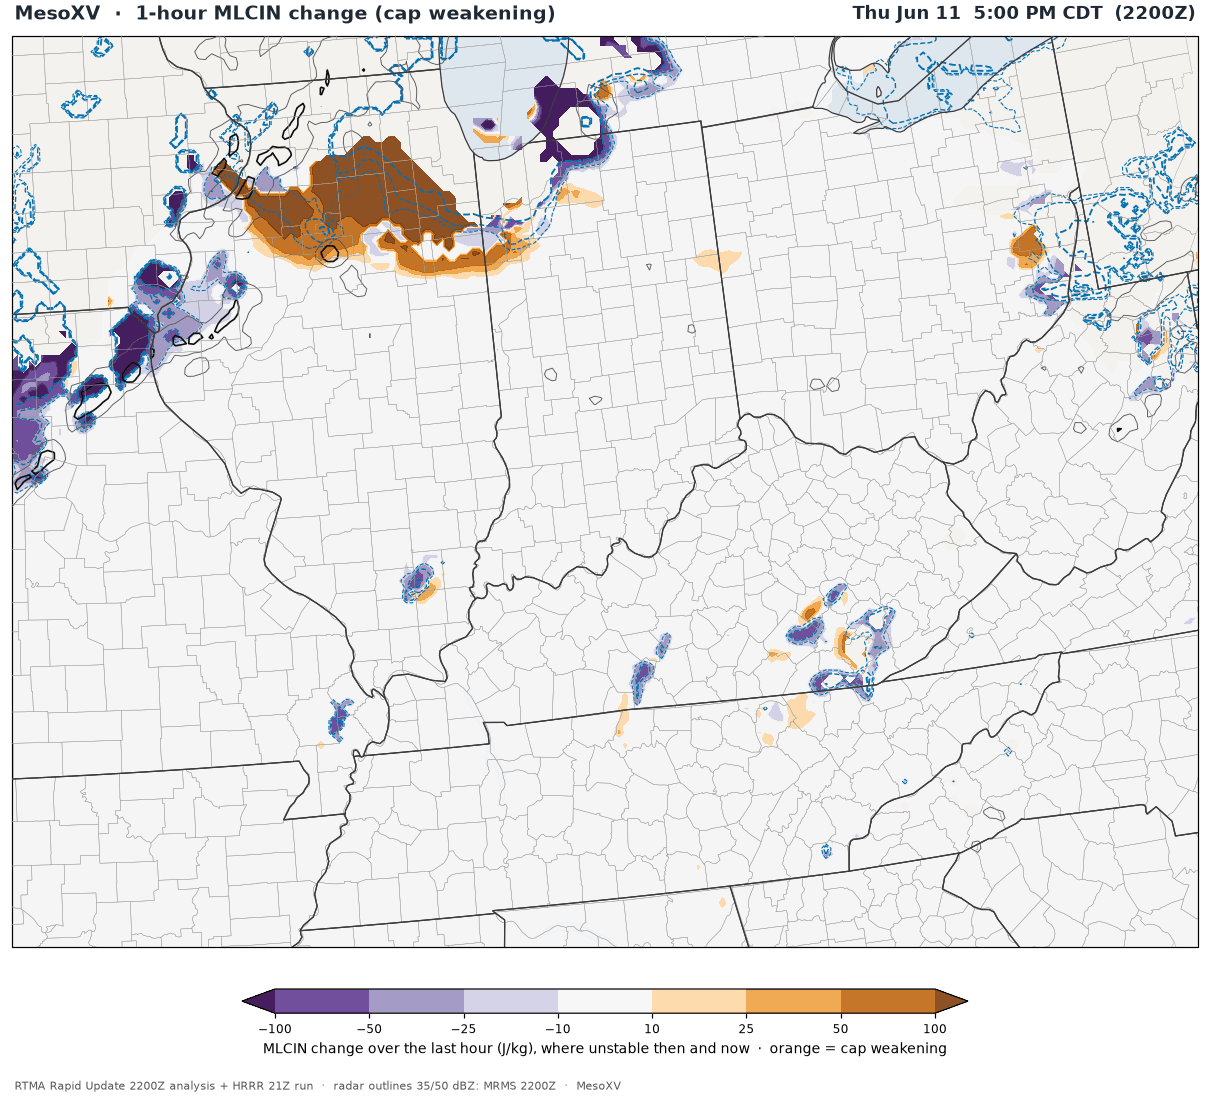 MesoXV · 1-hour MLCIN change (cap weakening)
Thu Jun 11 5:00 PM CDT (2200Z)
−100 −50 −25 −10 10 25 50 100
MLCIN change over the last hour (J/kg), where unstable then and now · orange = cap weakening
RTMA Rapid Update 2200Z analysis + HRRR 21Z run · radar outlines 35/50 dBZ: MRMS 2200Z · MesoXV